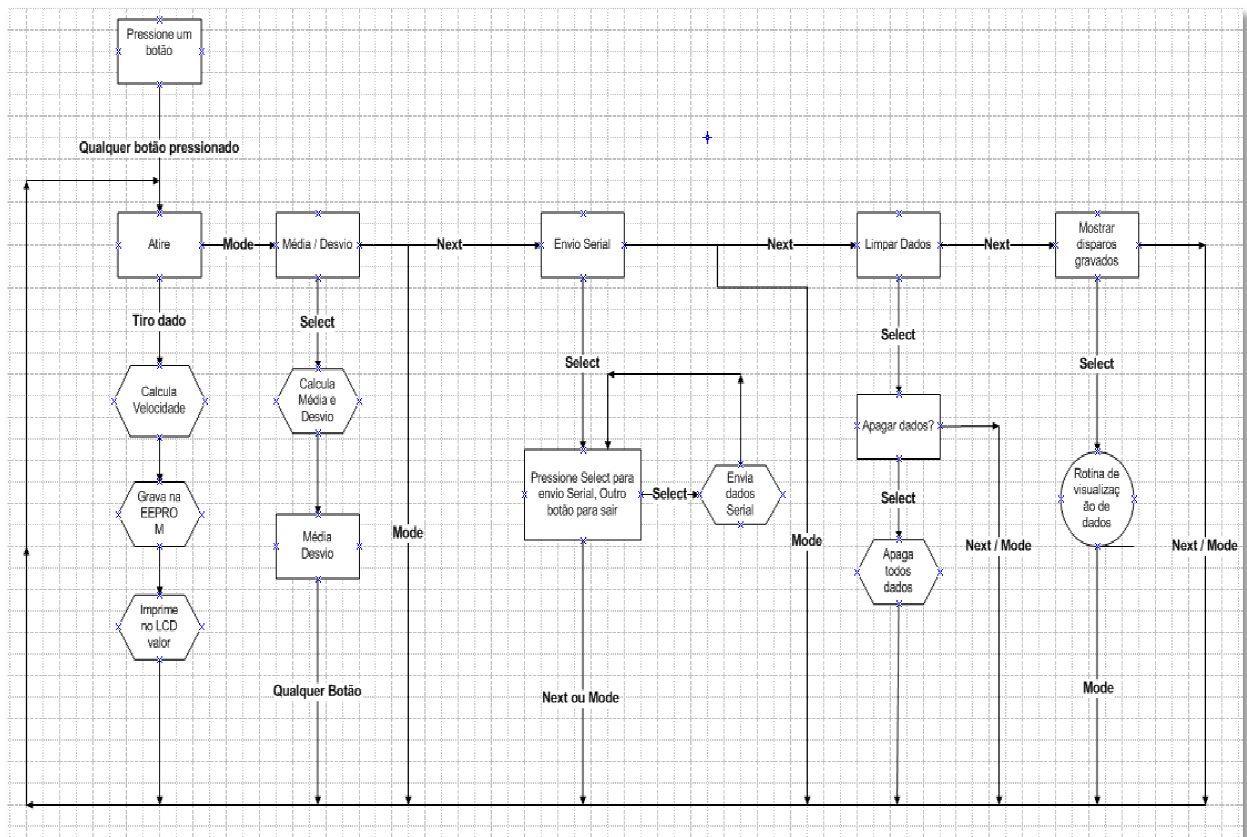 Pressione um
botão
Qualquer botão pressionado
Atire
Mode
Média / Desvio
Next
Envio Serial
Next
Limpar Dados
Next
Mostrar
disparos
gravados
Tiro dado
Select
Select
Select
Select
Calcula
Velocidade
Calcula
Média e
Desvio
Apagar dados?
Pressione Select para
envio Serial, Outro
botão para sair
Select
Envia
dados
Serial
Rotina de
visualizaç
ão de
dados
Grava na
EEPRO
M
Select
Média
Desvio
Mode
Mode
Next / Mode
Next / Mode
Apaga
todos
dados
Imprime
no LCD
valor
Qualquer Botão
Next ou Mode
Mode